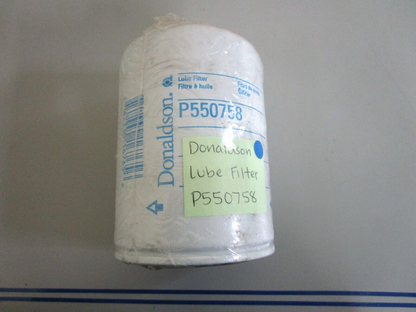 Donaldson.
Lube Filter
Filtre à huile
P550758
Donaldson
Lube Filter
P550758